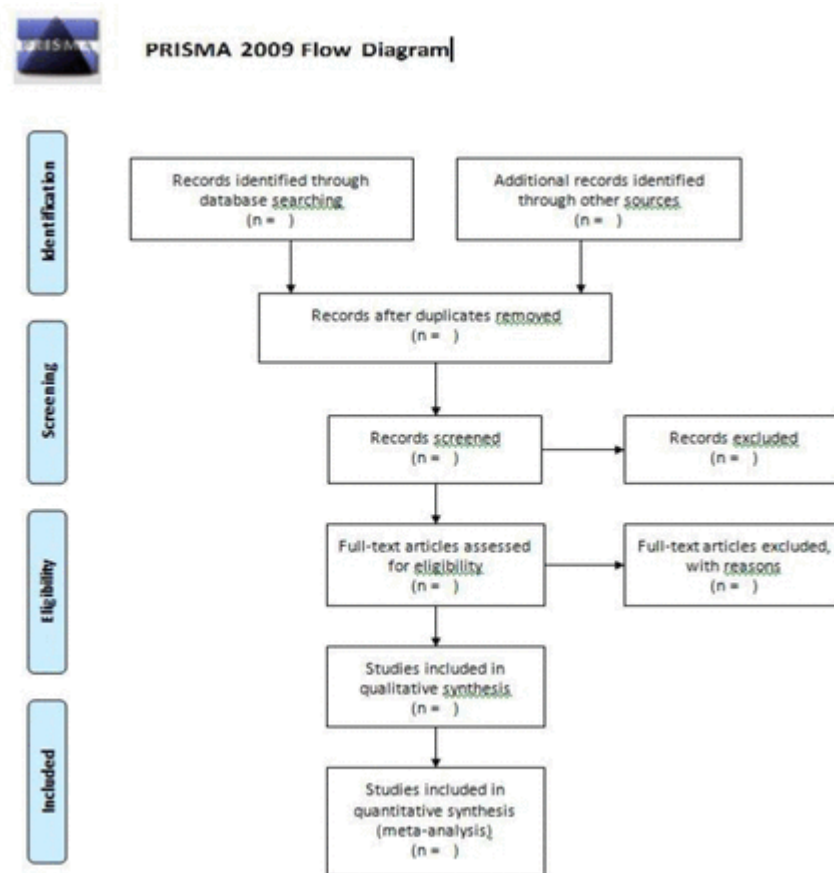 PRISMA
PRISMA 2009 Flow Diagram
Identification
Records identified through
database searching
(n =   )
Additional records identified
through other sources
(n =   )
Records after duplicates removed
(n =   )
Screening
Records screened
(n =   )
Records excluded
(n =   )
Eligibility
Full-text articles assessed
for eligibility
(n =   )
Full-text articles excluded,
with reasons
(n =   )
Studies included in
qualitative synthesis
(n =   )
Included
Studies included in
quantitative synthesis
(meta-analysis)
(n =   )